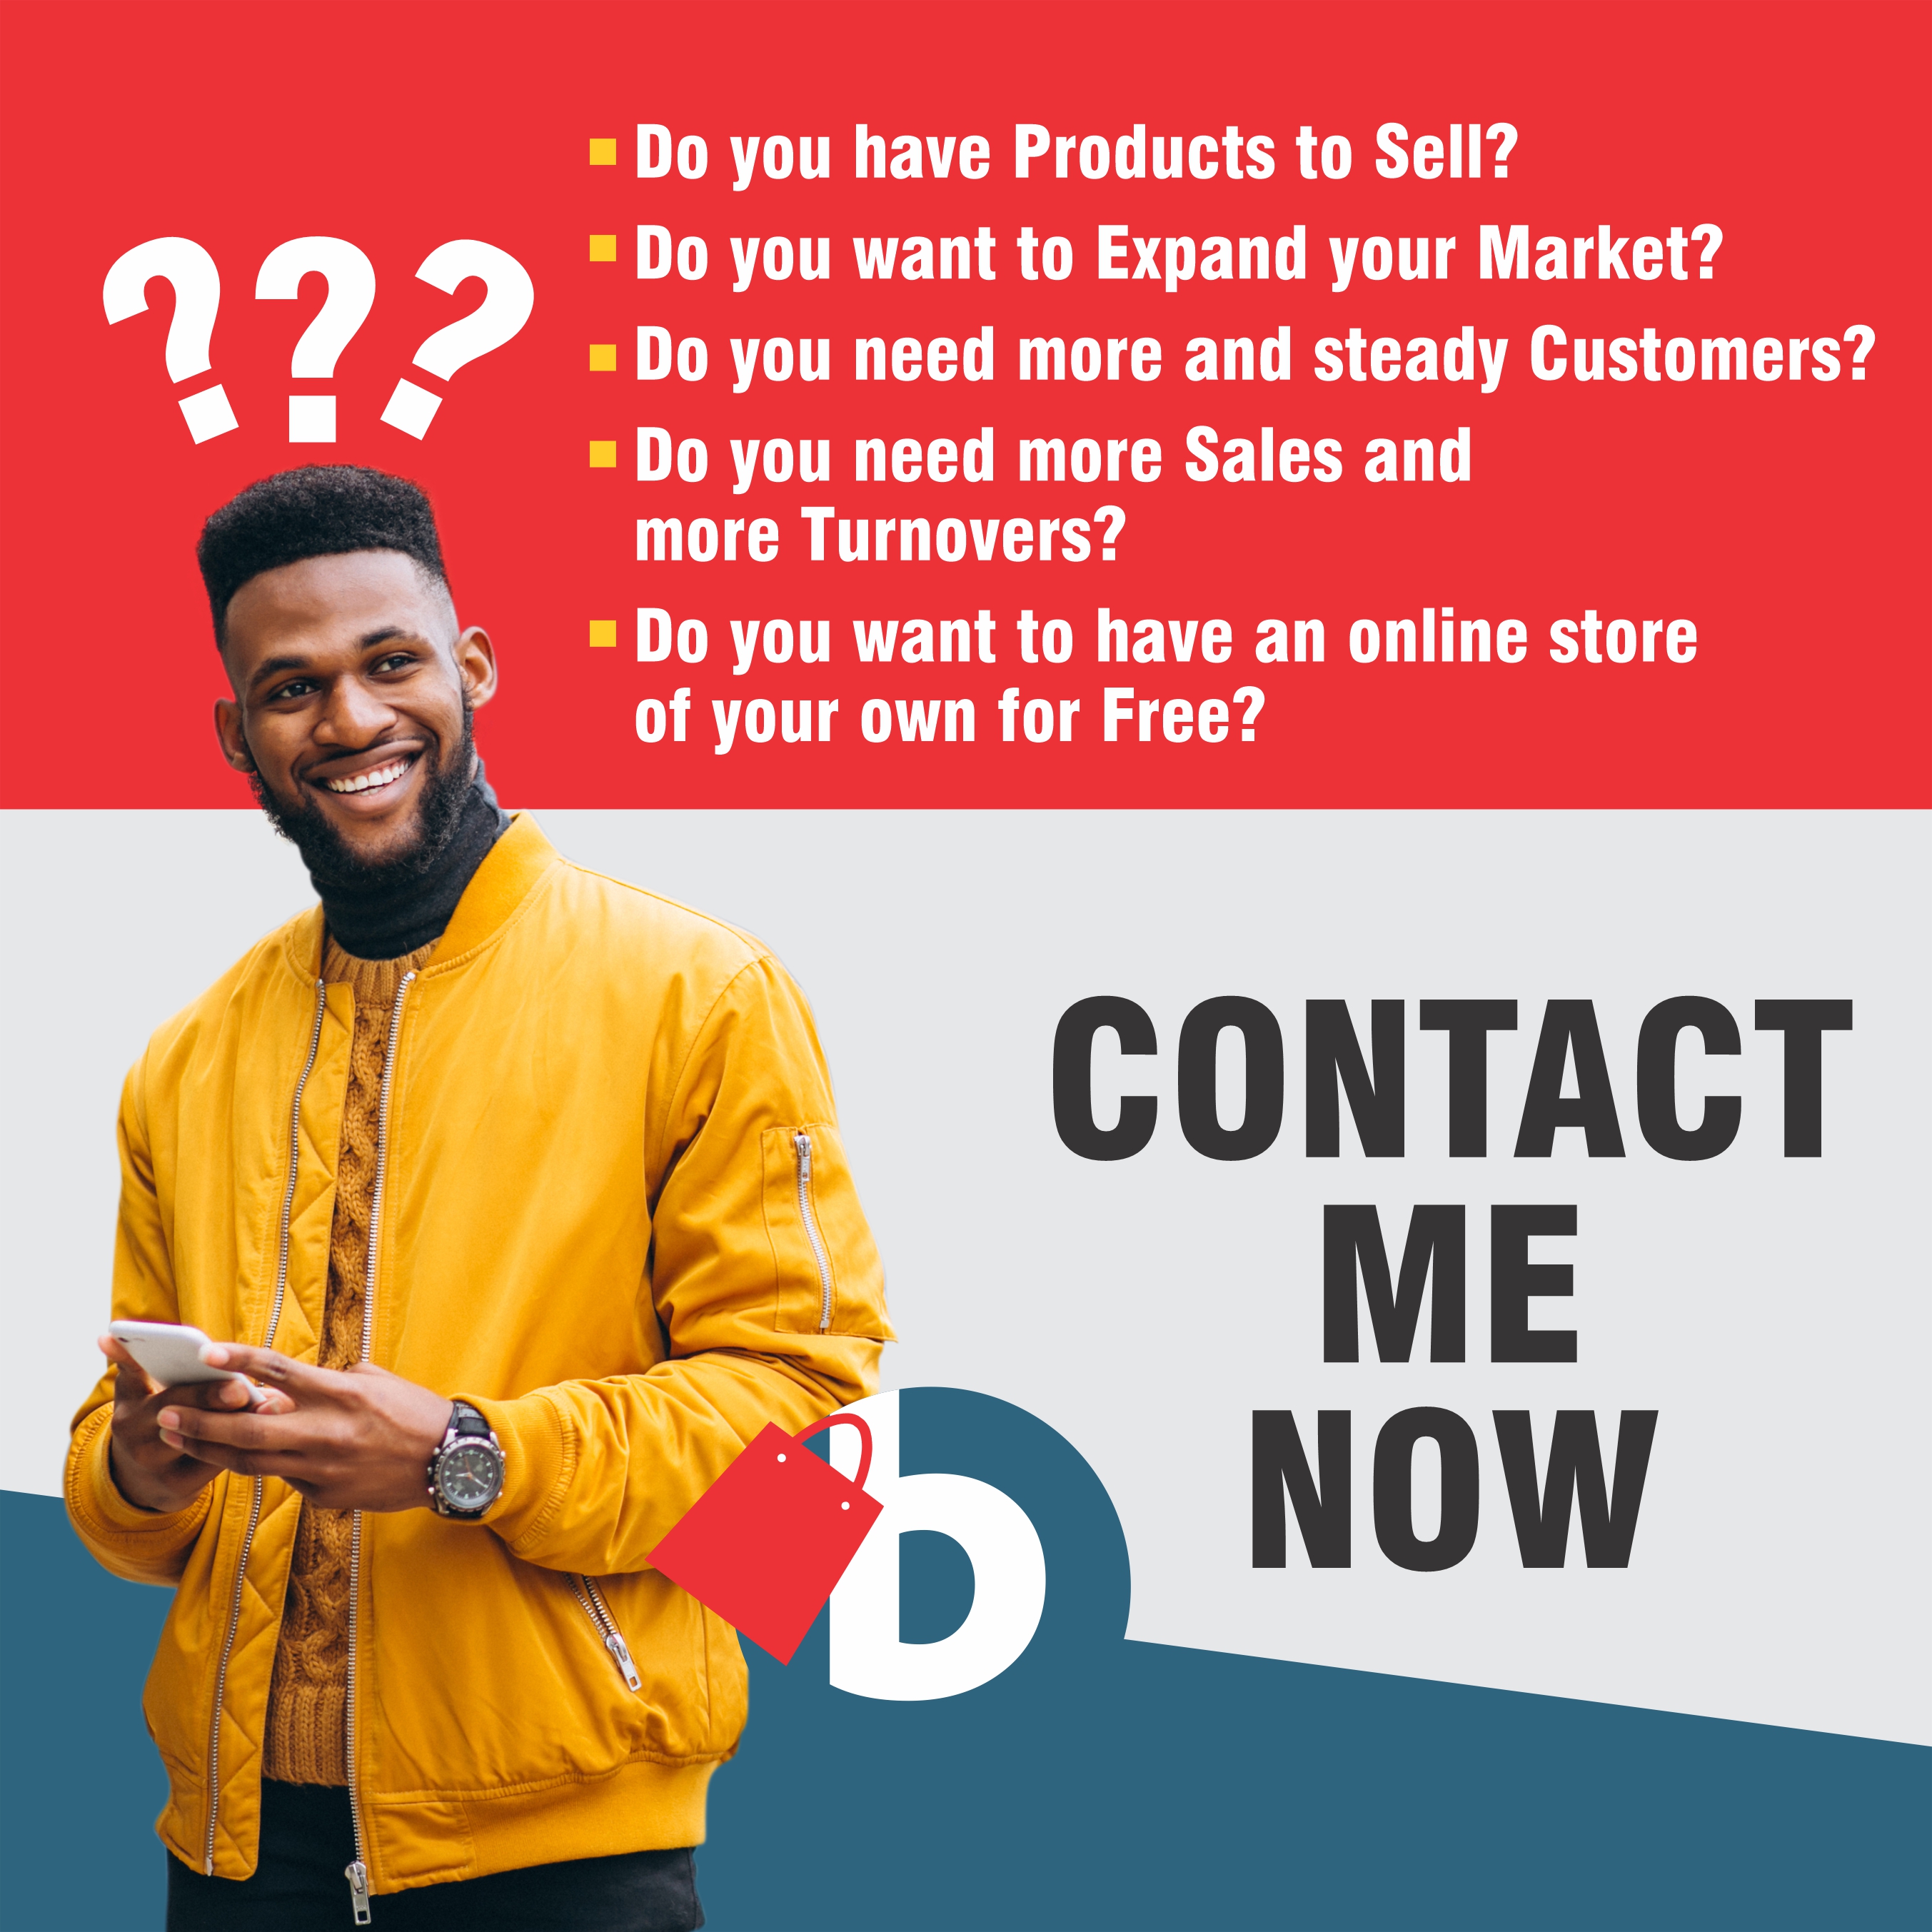 ???
Do you have Products to Sell?
Do you want to Expand your Market?
Do you need more and steady Customers?
Do you need more Sales and
more Turnovers?
Do you want to have an online store
of your own for Free?
CONTACT
ME
NOW
b